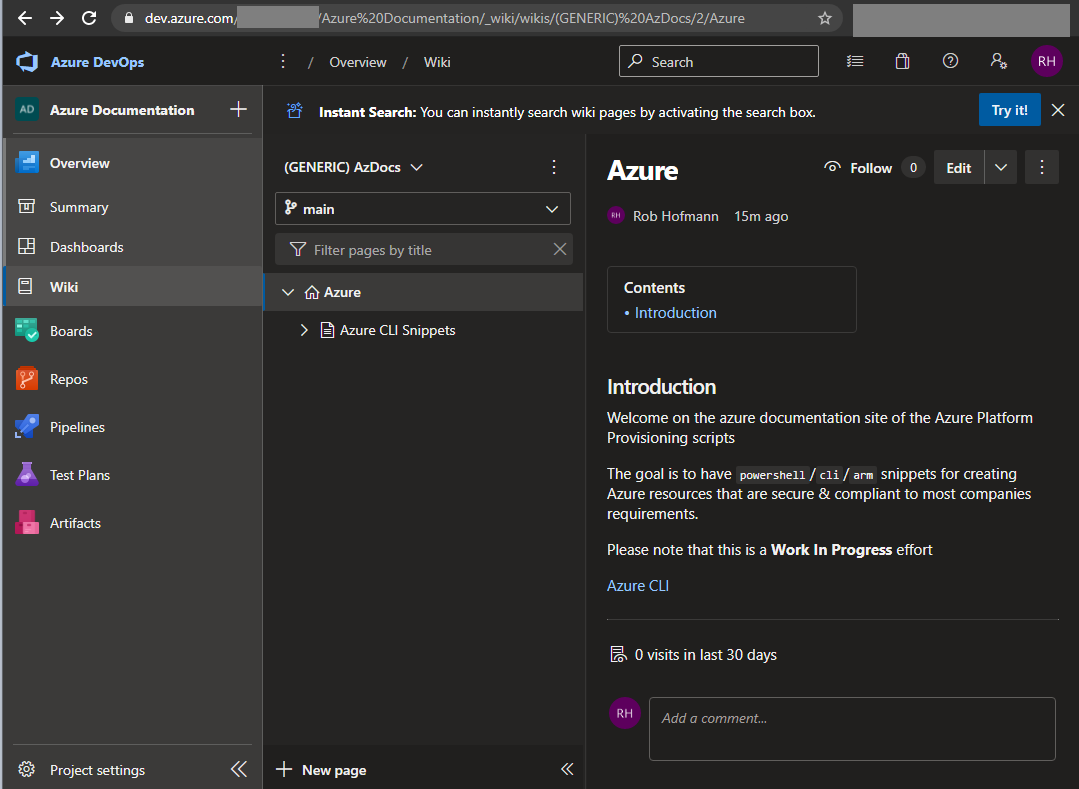 dev.azure.com/ /Azure%20Documentation/_wiki/wikis/(GENERIC)%20AzDocs/2/Azure
Azure DevOps
/ Overview / Wiki
Search
RH
AD Azure Documentation
Overview
Summary
Dashboards
Wiki
Boards
Repos
Pipelines
Test Plans
Artifacts
Project settings
Instant Search: You can instantly search wiki pages by activating the search box.
Try it!
(GENERIC) AzDocs
main
Filter pages by title
Azure
Azure CLI Snippets
New page
Azure
Follow 0 Edit
RH Rob Hofmann 15m ago
Contents
• Introduction
Introduction
Welcome on the azure documentation site of the Azure Platform
Provisioning scripts
The goal is to have powershell/cli/arm snippets for creating
Azure resources that are secure & compliant to most companies
requirements.
Please note that this is a Work In Progress effort
Azure CLI
0 visits in last 30 days
RH
Add a comment...